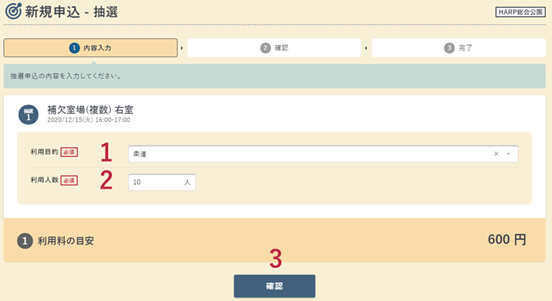 新規申込 - 抽選
HARP総合公園
1 内容入力
2 確認
3 完了
抽選申込の内容を入力してください。
抽選 1
補欠室場(複数) 右室
2020/12/15(火) 16:00-17:00
利用目的 必須 1 柔道 × 
利用人数 必須 2 10 人
1 利用料の目安 600 円
3
確認